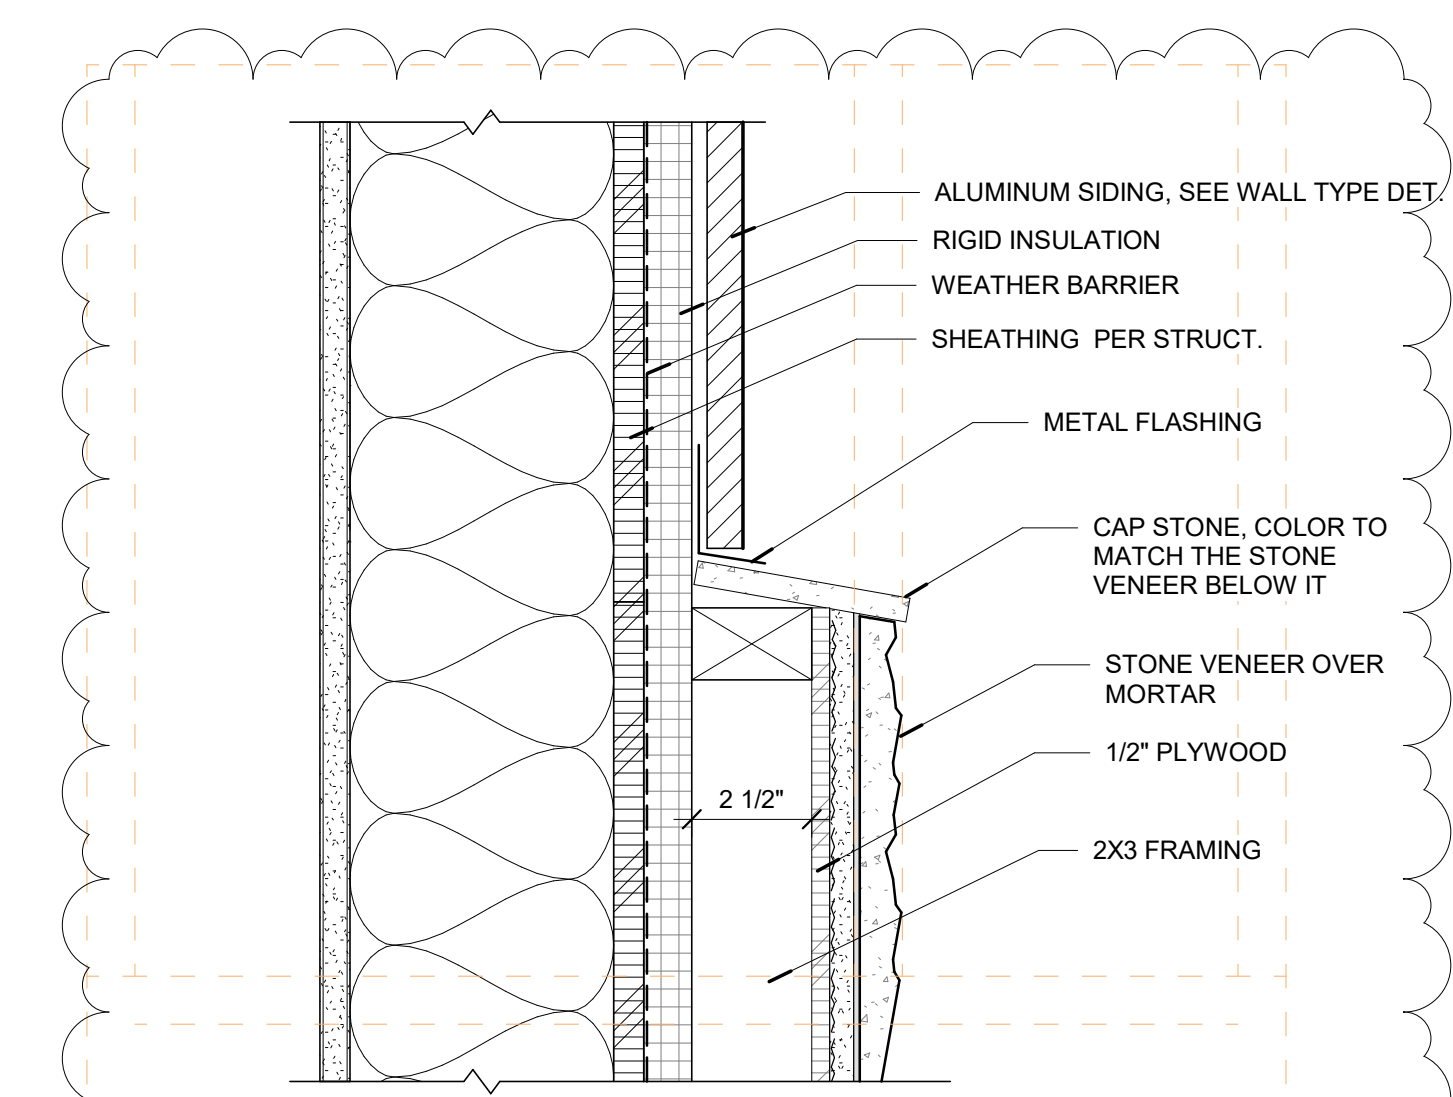 ALUMINUM SIDING, SEE WALL TYPE DET.
RIGID INSULATION
WEATHER BARRIER
SHEATHING  PER STRUCT.
METAL FLASHING
CAP STONE, COLOR TO
MATCH THE STONE
VENEER BELOW IT
STONE VENEER OVER
MORTAR
1/2" PLYWOOD
2 1/2"
2X3 FRAMING